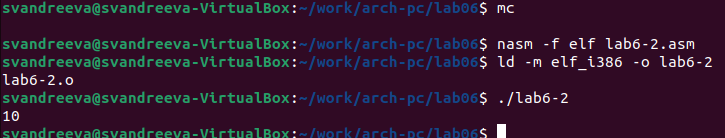 svandreeva@svandreeva-VirtualBox:~/work/arch-pc/lab06$ mc
svandreeva@svandreeva-VirtualBox:~/work/arch-pc/lab06$ nasm -f elf lab6-2.asm
svandreeva@svandreeva-VirtualBox:~/work/arch-pc/lab06$ ld -m elf_i386 -o lab6-2
lab6-2.o
svandreeva@svandreeva-VirtualBox:~/work/arch-pc/lab06$ ./lab6-2
10
svandreeva@svandreeva-VirtualBox:~/work/arch-pc/lab06$